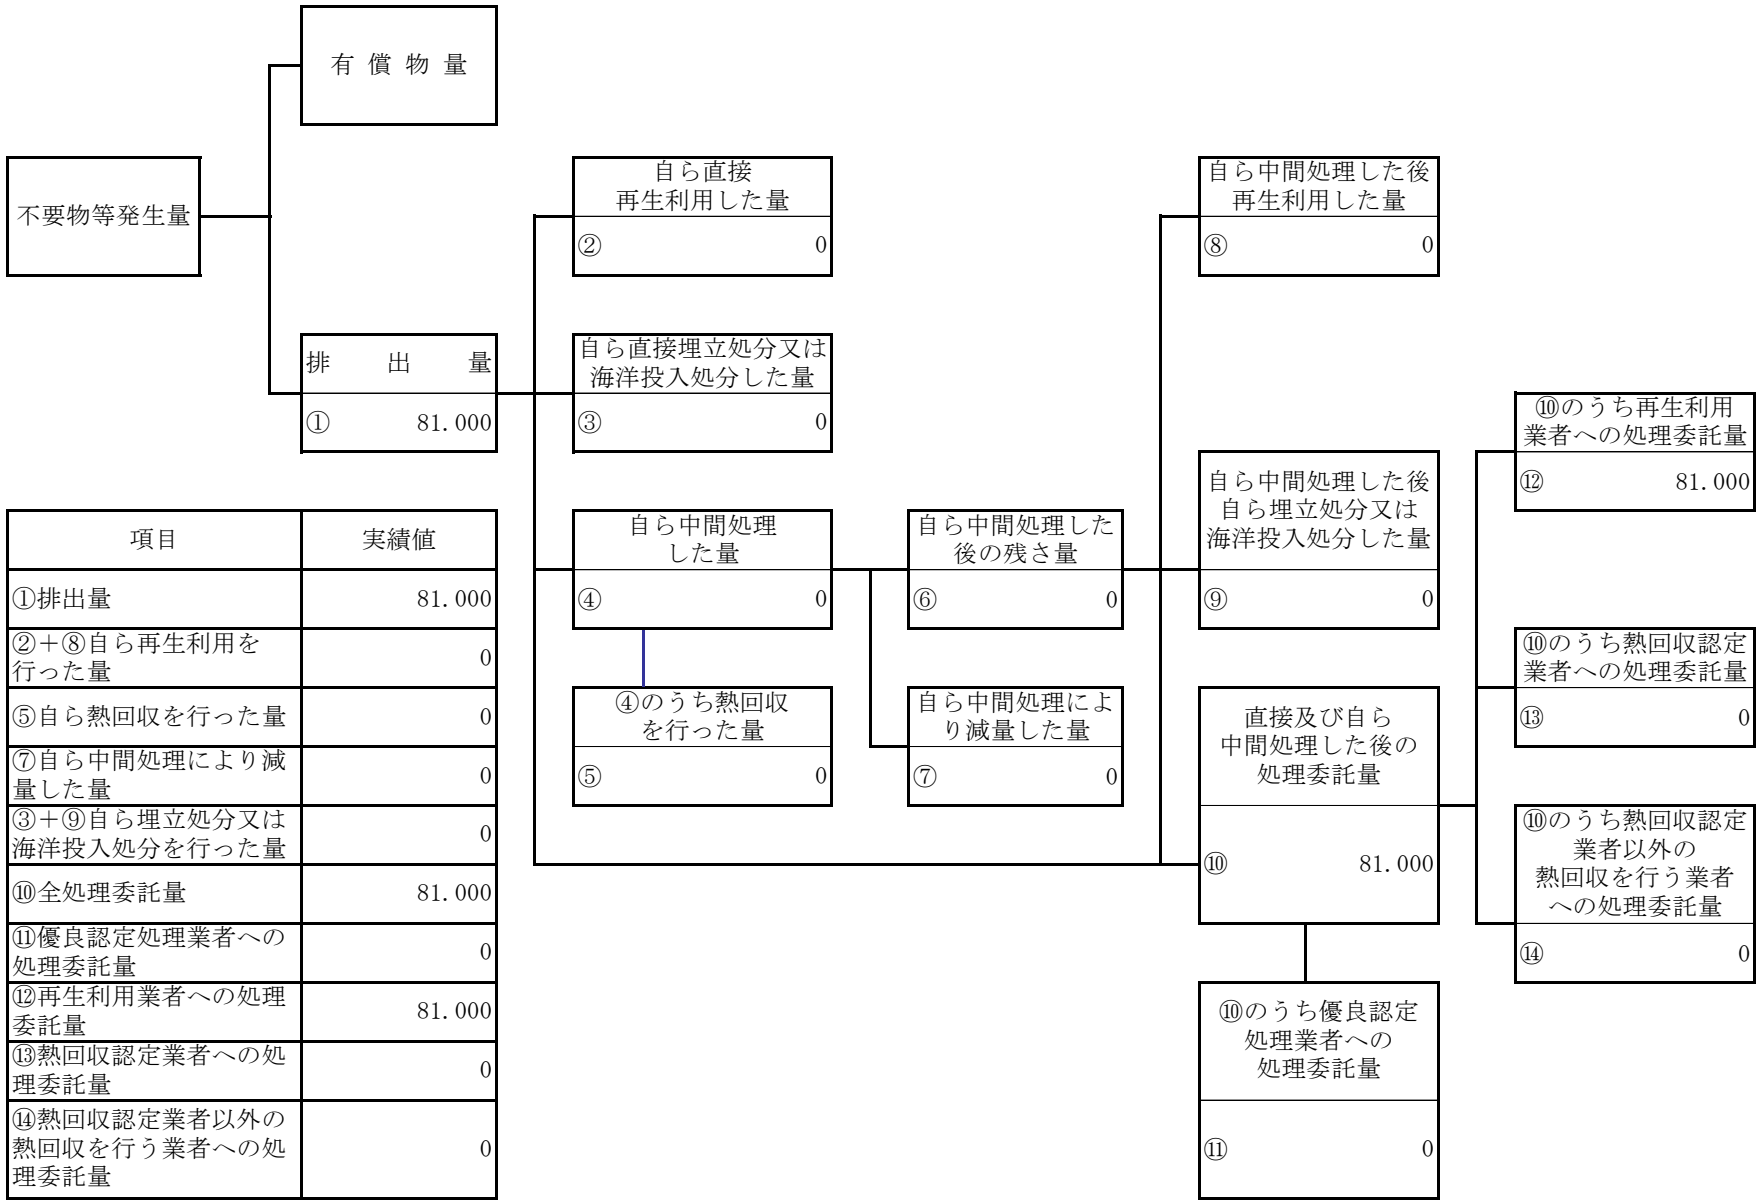 有償物量
不要物等発生量
排出量
① 81.000
自ら直接
再生利用した量
② 0
自ら直接埋立処分又は
海洋投入処分した量
③ 0
自ら中間処理
した量
④ 0
④のうち熱回収
を行った量
⑤ 0
自ら中間処理した
後の残さ量
⑥ 0
自ら中間処理によ
り減量した量
⑦ 0
自ら中間処理した後
再生利用した量
⑧ 0
自ら中間処理した後
自ら埋立処分又は
海洋投入処分した量
⑨ 0
直接及び自ら
中間処理した後の
処理委託量
⑩ 81.000
⑩のうち優良認定
処理業者への
処理委託量
⑪ 0
⑩のうち再生利用
業者への処理委託量
⑫ 81.000
⑩のうち熱回収認定
業者への処理委託量
⑬ 0
⑩のうち熱回収認定
業者以外の
熱回収を行う業者
への処理委託量
⑭ 0
項目 実績値
①排出量 81.000
②+⑧自ら再生利用を
行った量 0
⑤自ら熱回収を行った量 0
⑦自ら中間処理により減
量した量 0
③+⑨自ら埋立処分又は
海洋投入処分を行った量 0
⑩全処理委託量 81.000
⑪優良認定処理業者への
処理委託量 0
⑫再生利用業者への処理
委託量 81.000
⑬熱回収認定業者への処
理委託量 0
⑭熱回収認定業者以外の
熱回収を行う業者への処
理委託量 0